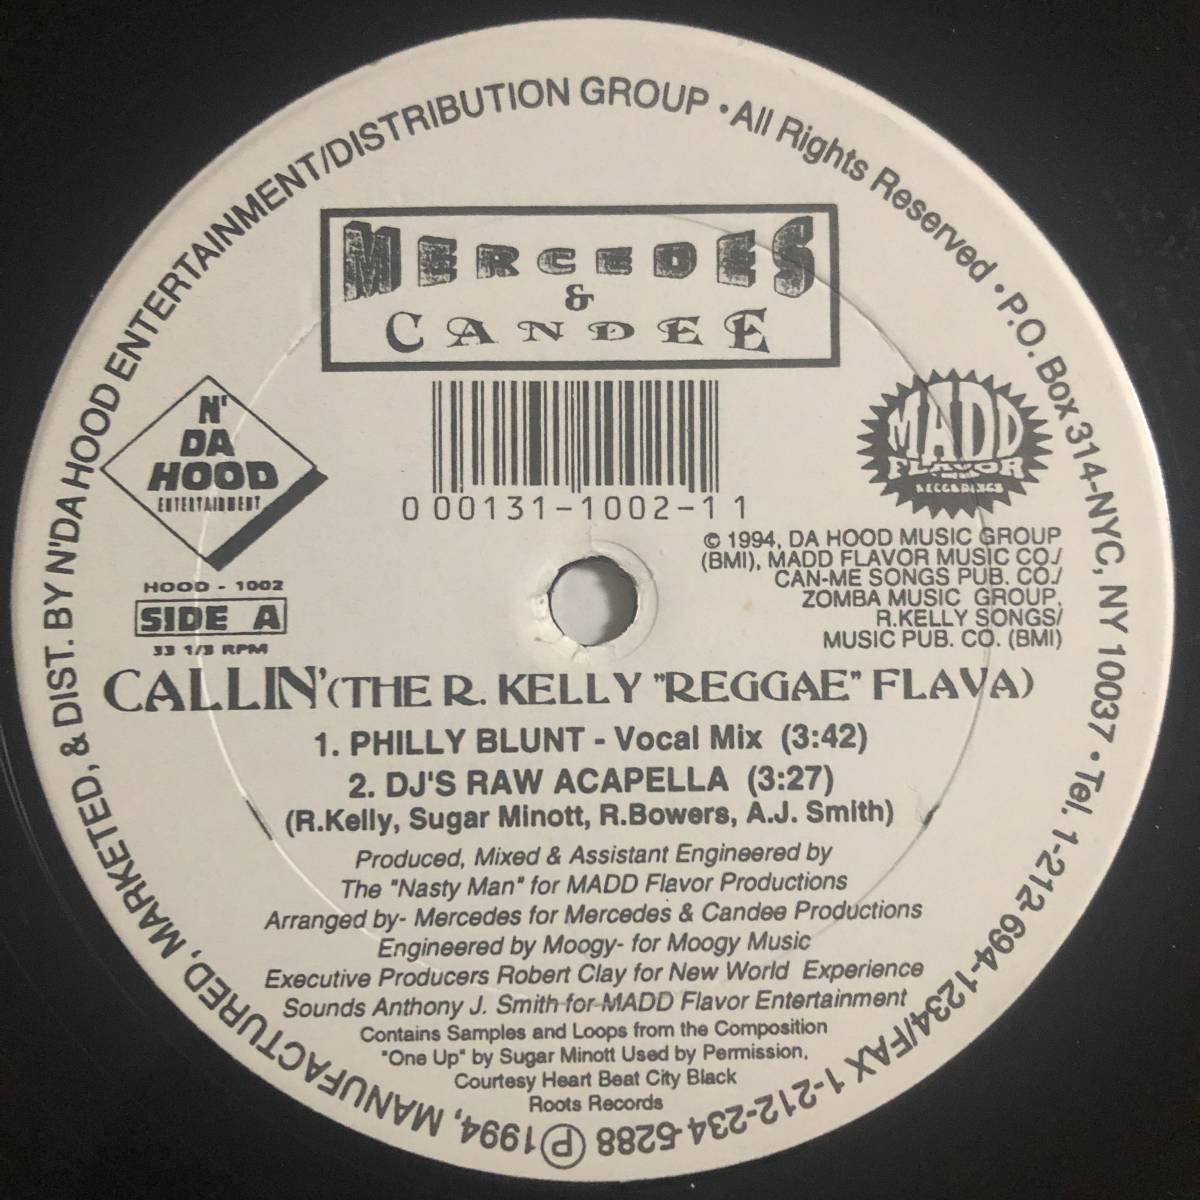 ℗ 1994, MANUFACTURED, MARKETED, & DIST. BY N'DA HOOD ENTERTAINMENT/DISTRIBUTION GROUP • All Rights Reserved • P.O. Box 314-NYC, NY 10037 • Tel. 1-212 694-1234/FAX 1-212-234-5288
MERCEDES
&
CANDEE
N'
DA
HOOD
ENTERTAINMENT
MADD
FLAVOR
RECORDINGS
0 00131-1002-1 1
© 1994, DA HOOD MUSIC GROUP
(BMI), MADD FLAVOR MUSIC CO./
CAN-ME SONGS PUB. CO./
ZOMBA MUSIC GROUP,
R.KELLY SONGS/
MUSIC PUB. CO. (BMI)
HOOD - 1002
SIDE A
33 1/3 RPM
CALLIN' (THE R. KELLY "REGGAE" FLAVA)
1. PHILLY BLUNT - Vocal Mix (3:42)
2. DJ'S RAW ACAPELLA (3:27)
(R.Kelly, Sugar Minott, R.Bowers, A.J. Smith)
Produced, Mixed & Assistant Engineered by
The "Nasty Man" for MADD Flavor Productions
Arranged by- Mercedes for Mercedes & Candee Productions
Engineered by Moogy- for Moogy Music
Executive Producers Robert Clay for New World Experience
Sounds Anthony J. Smith for MADD Flavor Entertainment
Contains Samples and Loops from the Composition
"One Up" by Sugar Minott Used by Permission,
Courtesy Heart Beat City Black
Roots Records